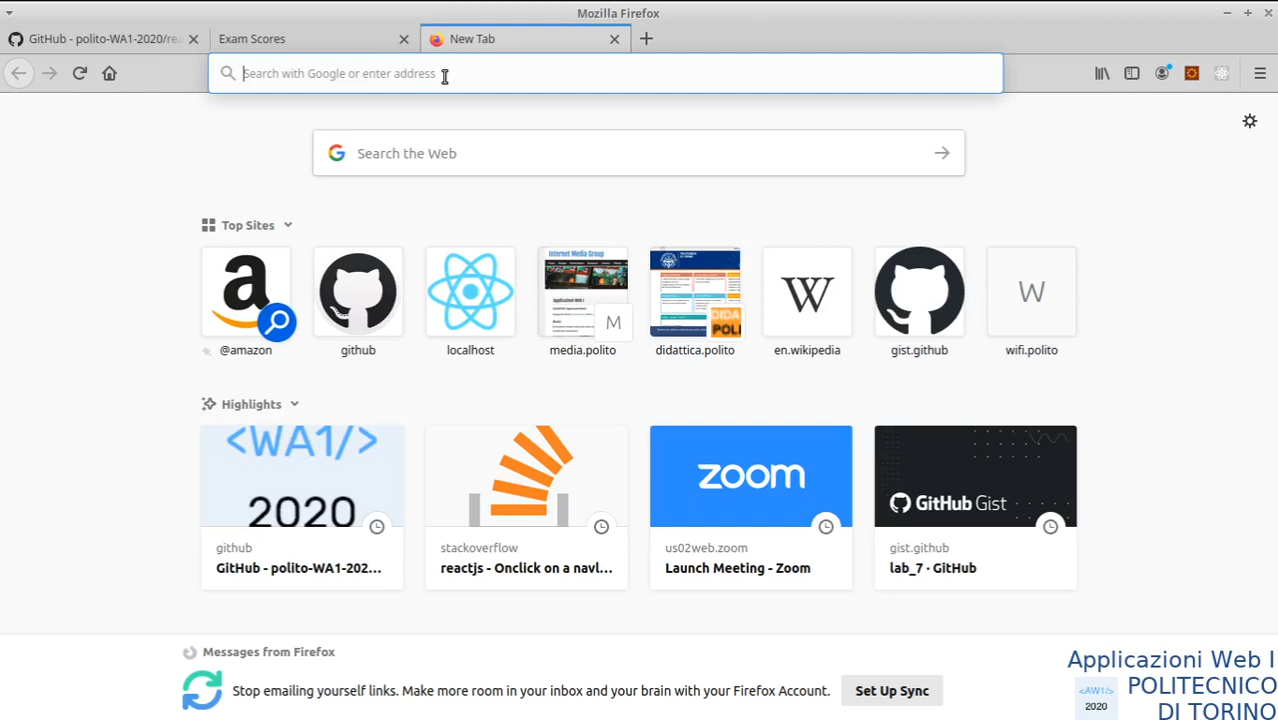 Mozilla Firefox
GitHub - polito-WA1-2020/rea
Exam Scores
New Tab
Search with Google or enter address
Search the Web
Top Sites
@amazon
github
localhost
Internet Media Group
Applicazioni Web I
M
media.polito
DIDA
POLI
didattica.polito
W
en.wikipedia
gist.github
W
wifi.polito
Highlights
<WA1/>
2020
github
GitHub - polito-WA1-202...
stackoverflow
reactjs - Onclick on a navl...
zoom
us02web.zoom
Launch Meeting - Zoom
GitHub Gist
gist.github
lab_7 · GitHub
Messages from Firefox
Stop emailing yourself links. Make more room in your inbox and your brain with your Firefox Account.
Set Up Sync
Applicazioni Web I
POLITECNICO
DI TORINO
<AW1/>
2020